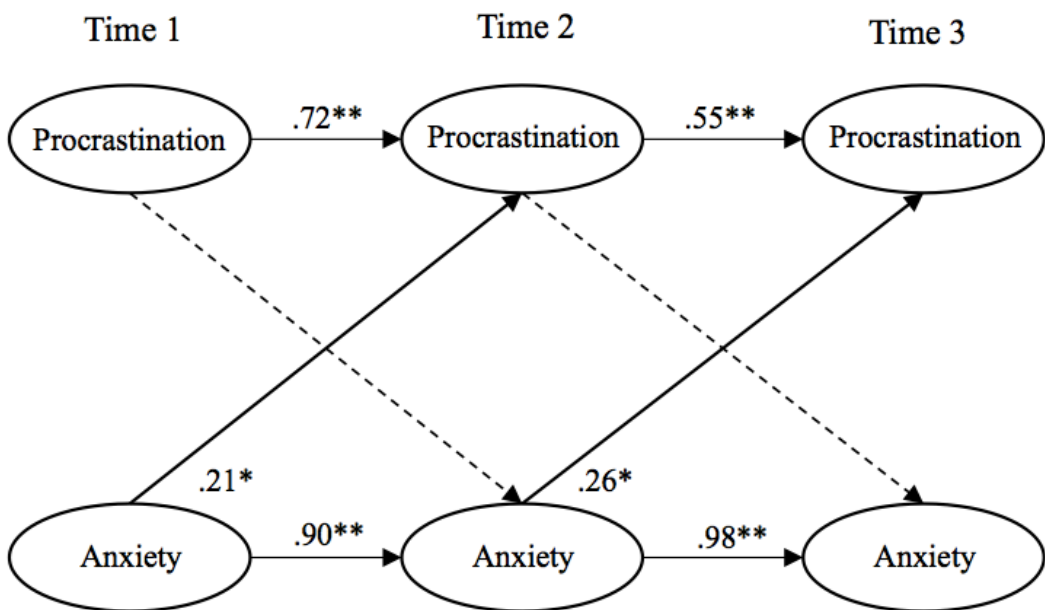 Time 1
Time 2
Time 3
Procrastination
.72**
Procrastination
.55**
Procrastination
.21*
.26*
Anxiety
.90**
Anxiety
.98**
Anxiety